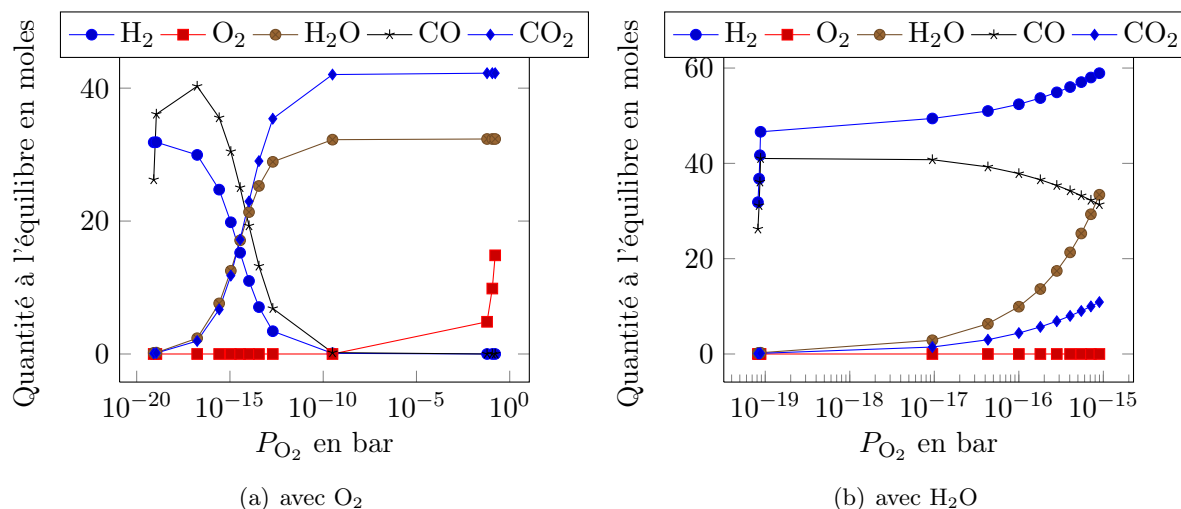 H₂ O₂ H₂O CO CO₂
Quantité à l'équilibre en moles
40
20
0
10⁻²⁰ 10⁻¹⁵ 10⁻¹⁰ 10⁻⁵ 10⁰
P_O₂ en bar
(a) avec O₂
H₂ O₂ H₂O CO CO₂
Quantité à l'équilibre en moles
60
40
20
0
10⁻¹⁹ 10⁻¹⁸ 10⁻¹⁷ 10⁻¹⁶ 10⁻¹⁵
P_O₂ en bar
(b) avec H₂O